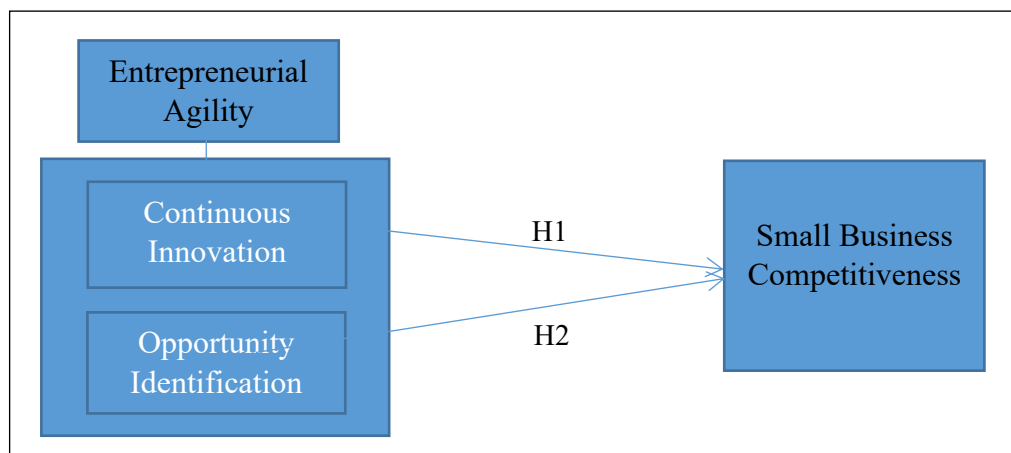 Entrepreneurial
Agility
Continuous
Innovation
H1
Small Business
Competitiveness
Opportunity
Identification
H2